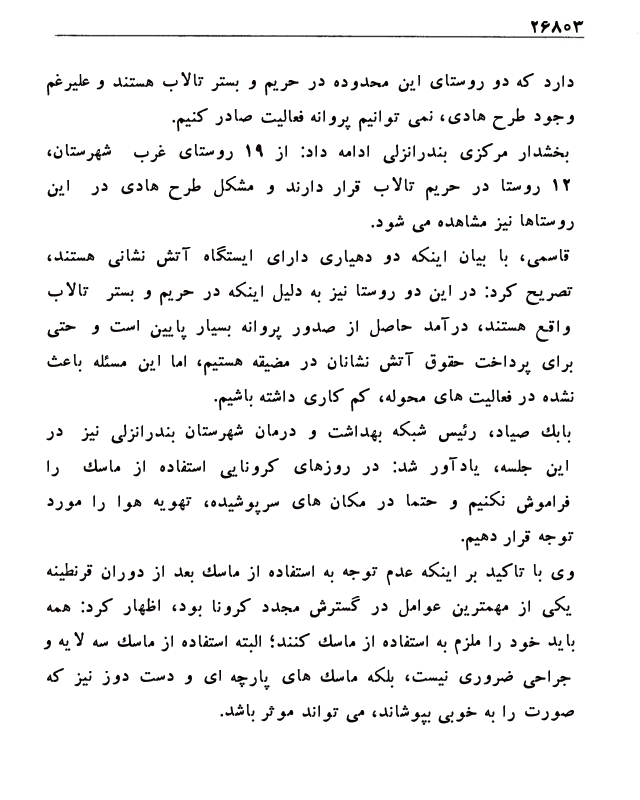 ۲۶۸۰۳
دارد که دو روستای این محدوده در حریم و بستر تالاب هستند و علیرغم
وجود طرح هادی، نمی توانیم پروانه فعالیت صادر کنیم.
بخشدار مرکزی بندرانزلی ادامه داد: از ۱۹ روستای غرب شهرستان،
۱۲ روستا در حریم تالاب قرار دارند و مشکل طرح هادی در این
روستاها نیز مشاهده می شود.
قاسمی، با بیان اینکه دو دهیاری دارای ایستگاه آتش نشانی هستند،
تصریح کرد: در این دو روستا نیز به دلیل اینکه در حریم و بستر تالاب
واقع هستند، درآمد حاصل از صدور پروانه بسیار پایین است و حتی
برای پرداخت حقوق آتش نشانان در مضیقه هستیم، اما این مسئله باعث
نشده در فعالیت های محوله، کم کاری داشته باشیم.
بابك صیاد، رئیس شبکه بهداشت و درمان شهرستان بندرانزلی نیز در
این جلسه، یادآور شد: در روزهای کرونایی استفاده از ماسك را
فراموش نکنیم و حتما در مکان های سرپوشیده، تهویه هوا را مورد
توجه قرار دهیم.
وی با تاکید بر اینکه عدم توجه به استفاده از ماسك بعد از دوران قرنطینه
یکی از مهمترین عوامل در گسترش مجدد کرونا بود، اظهار کرد: همه
باید خود را ملزم به استفاده از ماسك کنند؛ البته استفاده از ماسك سه لایه و
جراحی ضروری نیست، بلکه ماسك های پارچه ای و دست دوز نیز که
صورت را به خوبی بپوشاند، می تواند موثر باشد.